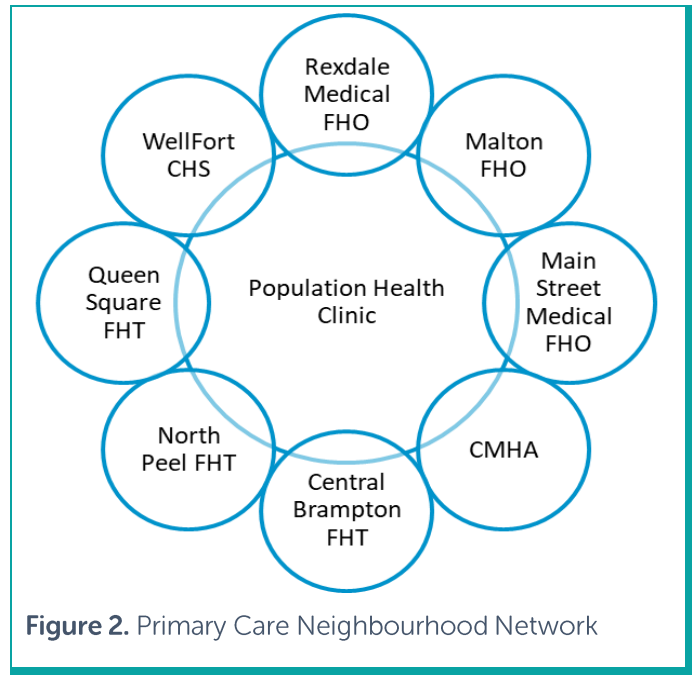 Rexdale
Medical
FHO
Malton
FHO
Main
Street
Medical
FHO
CMHA
Central
Brampton
FHT
North
Peel FHT
Queen
Square
FHT
WellFort
CHS
Population Health
Clinic
Figure 2. Primary Care Neighbourhood Network